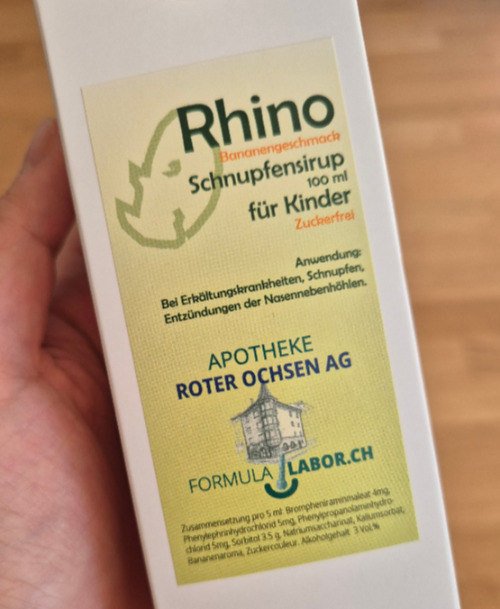 Rhino
Bananengeschmack
Schnupfensirup
100 ml
für Kinder
Zuckerfrei
Anwendung:
Bei Erkältungskrankheiten, Schnupfen,
Entzündungen der Nasennebenhöhlen.
APOTHEKE
ROTER OCHSEN AG
FORMULA LABOR.CH
Zusammensetzung pro 5 ml: Brompheniraminmaleat 4mg,
Phenylephrinhydrochlorid 5mg, Phenylpropanolaminhydro-
chlorid 5mg, Sorbitol 3.5 g, Natriumsaccharinat, Kaliumsorbat,
Bananenaroma, Zuckercouleur. Alkoholgehalt 3 Vol.%